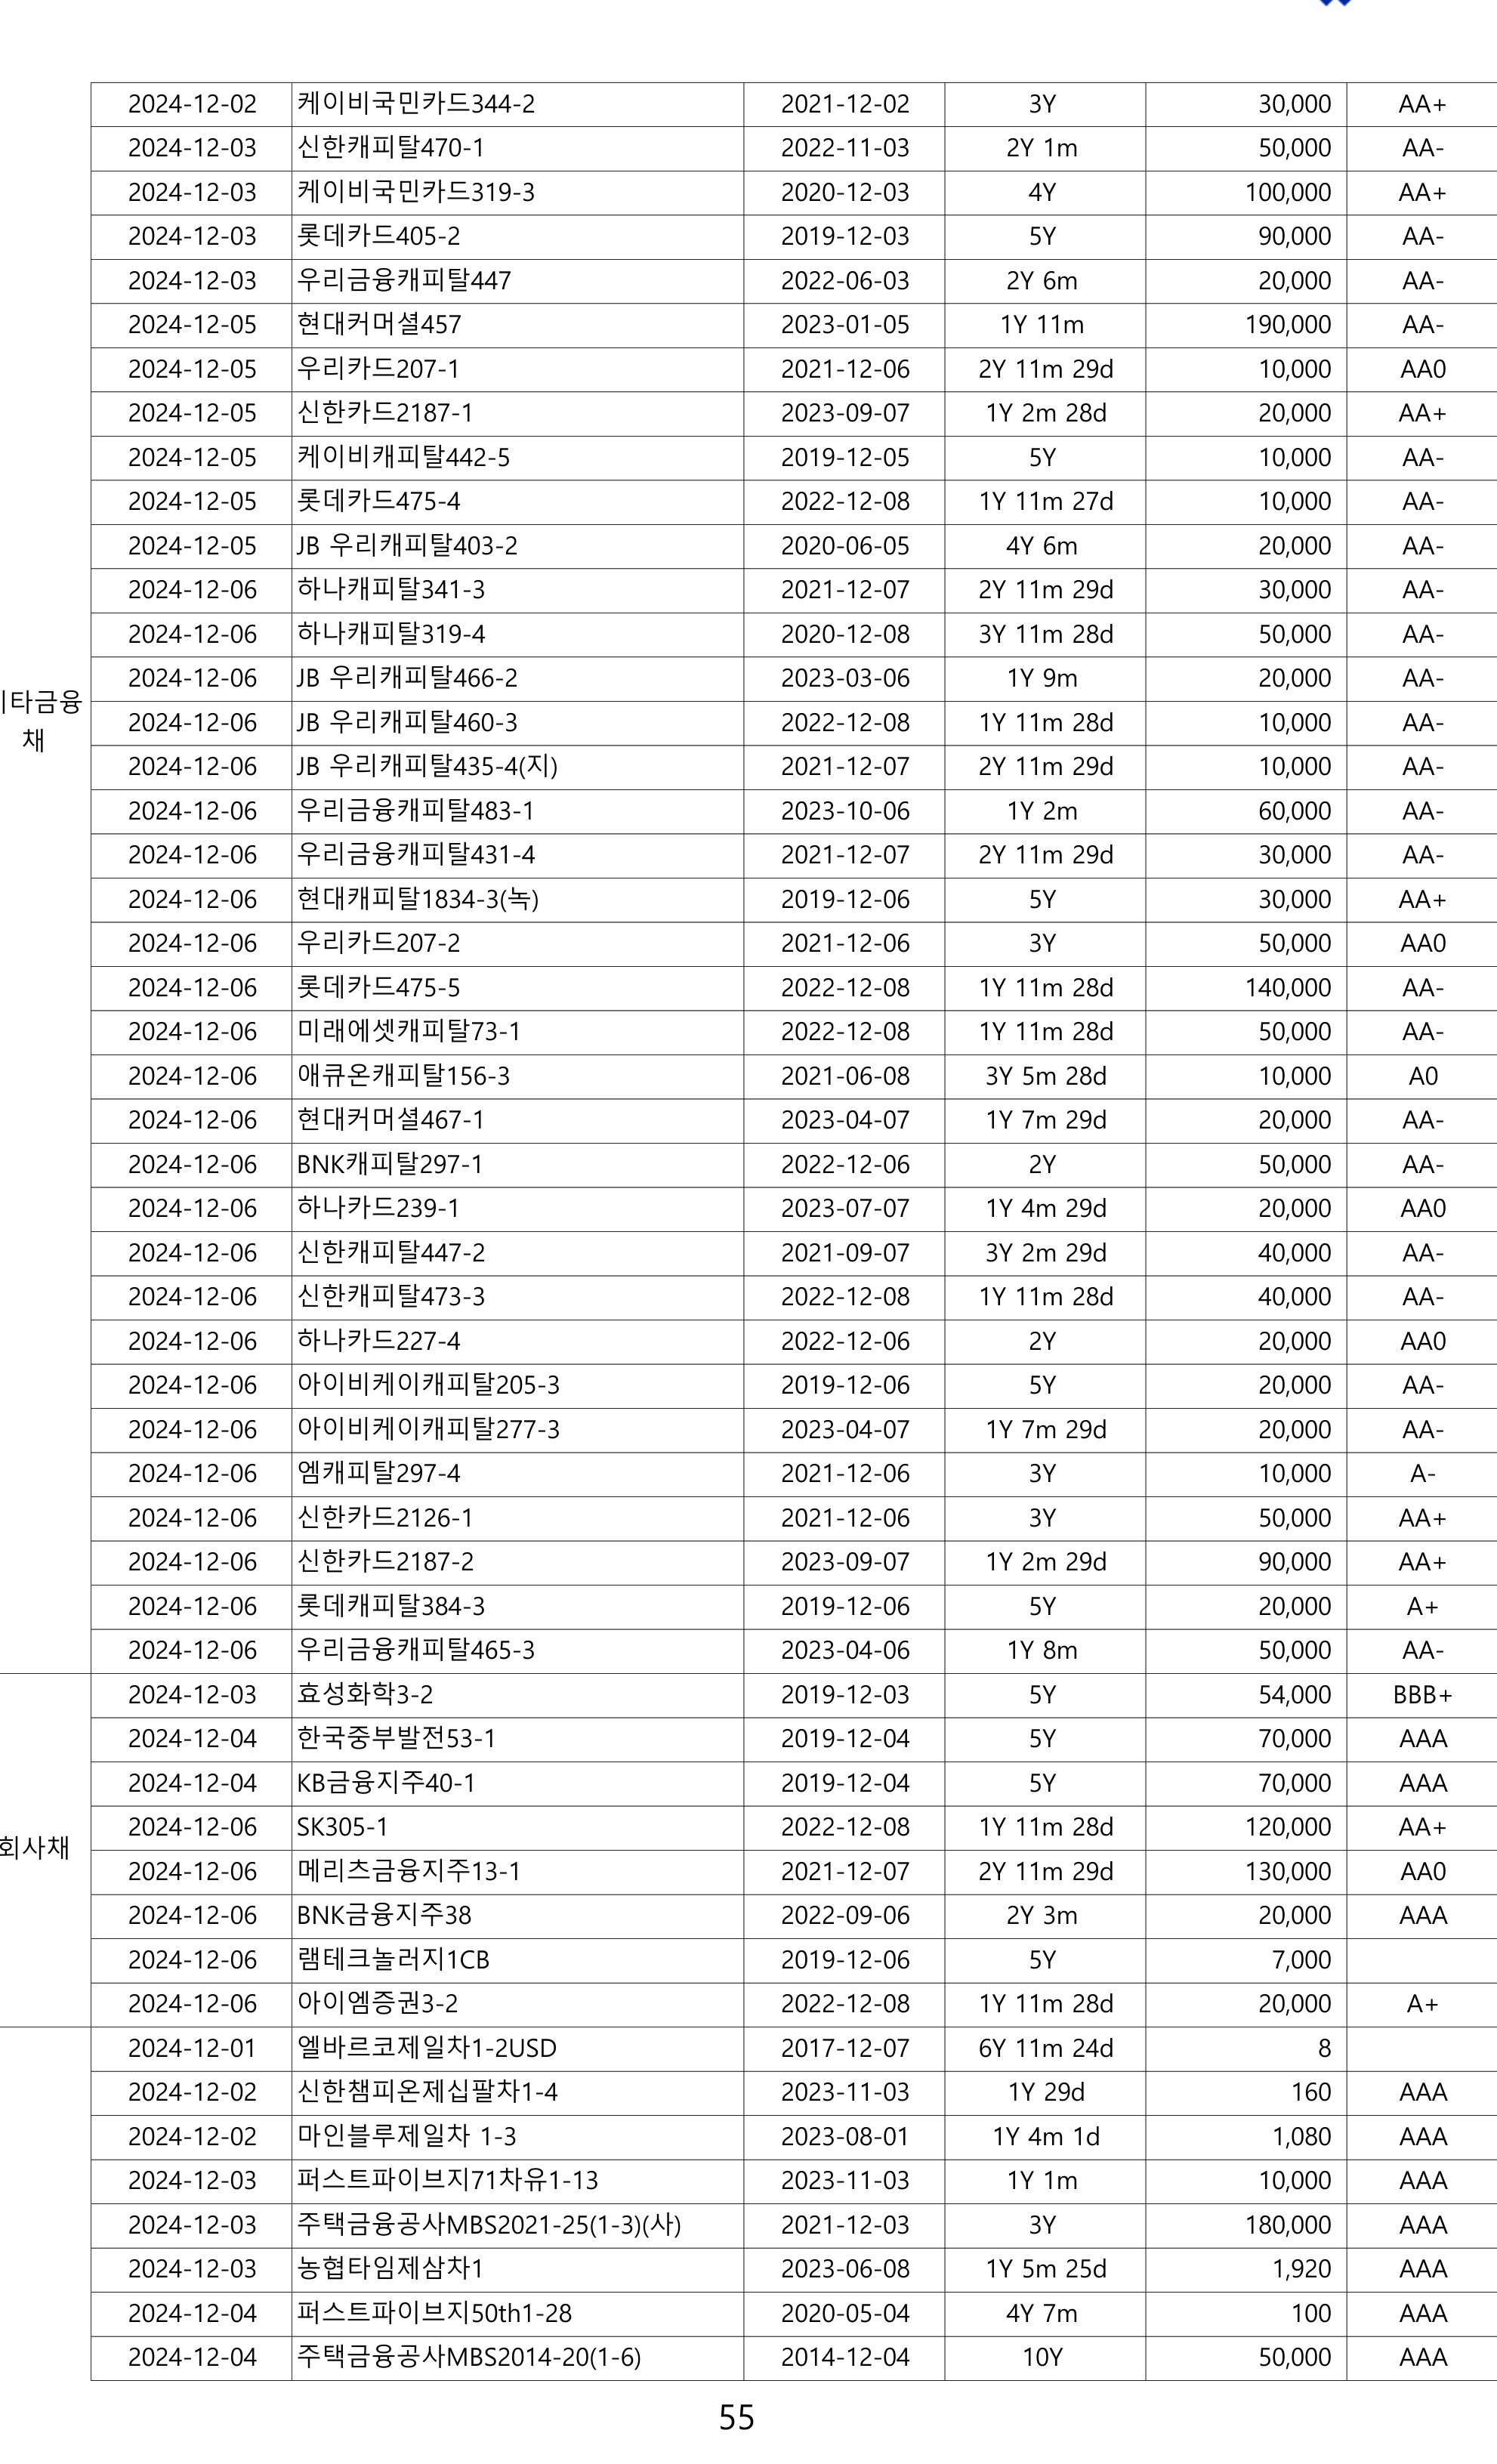 2024-12-02 케이비국민카드344-2 2021-12-02 3Y 30,000 AA+
2024-12-03 신한캐피탈470-1 2022-11-03 2Y 1m 50,000 AA-
2024-12-03 케이비국민카드319-3 2020-12-03 4Y 100,000 AA+
2024-12-03 롯데카드405-2 2019-12-03 5Y 90,000 AA-
2024-12-03 우리금융캐피탈447 2022-06-03 2Y 6m 20,000 AA-
2024-12-05 현대커머셜457 2023-01-05 1Y 11m 190,000 AA-
2024-12-05 우리카드207-1 2021-12-06 2Y 11m 29d 10,000 AA0
2024-12-05 신한카드2187-1 2023-09-07 1Y 2m 28d 20,000 AA+
2024-12-05 케이비캐피탈442-5 2019-12-05 5Y 10,000 AA-
2024-12-05 롯데카드475-4 2022-12-08 1Y 11m 27d 10,000 AA-
2024-12-05 JB 우리캐피탈403-2 2020-06-05 4Y 6m 20,000 AA-
2024-12-06 하나캐피탈341-3 2021-12-07 2Y 11m 29d 30,000 AA-
2024-12-06 하나캐피탈319-4 2020-12-08 3Y 11m 28d 50,000 AA-
2024-12-06 JB 우리캐피탈466-2 2023-03-06 1Y 9m 20,000 AA-
타금융
채
2024-12-06 JB 우리캐피탈460-3 2022-12-08 1Y 11m 28d 10,000 AA-
2024-12-06 JB 우리캐피탈435-4(지) 2021-12-07 2Y 11m 29d 10,000 AA-
2024-12-06 우리금융캐피탈483-1 2023-10-06 1Y 2m 60,000 AA-
2024-12-06 우리금융캐피탈431-4 2021-12-07 2Y 11m 29d 30,000 AA-
2024-12-06 현대캐피탈1834-3(녹) 2019-12-06 5Y 30,000 AA+
2024-12-06 우리카드207-2 2021-12-06 3Y 50,000 AA0
2024-12-06 롯데카드475-5 2022-12-08 1Y 11m 28d 140,000 AA-
2024-12-06 미래에셋캐피탈73-1 2022-12-08 1Y 11m 28d 50,000 AA-
2024-12-06 애큐온캐피탈156-3 2021-06-08 3Y 5m 28d 10,000 A0
2024-12-06 현대커머셜467-1 2023-04-07 1Y 7m 29d 20,000 AA-
2024-12-06 BNK캐피탈297-1 2022-12-06 2Y 50,000 AA-
2024-12-06 하나카드239-1 2023-07-07 1Y 4m 29d 20,000 AA0
2024-12-06 신한캐피탈447-2 2021-09-07 3Y 2m 29d 40,000 AA-
2024-12-06 신한캐피탈473-3 2022-12-08 1Y 11m 28d 40,000 AA-
2024-12-06 하나카드227-4 2022-12-06 2Y 20,000 AA0
2024-12-06 아이비케이캐피탈205-3 2019-12-06 5Y 20,000 AA-
2024-12-06 아이비케이캐피탈277-3 2023-04-07 1Y 7m 29d 20,000 AA-
2024-12-06 엠캐피탈297-4 2021-12-06 3Y 10,000 A-
2024-12-06 신한카드2126-1 2021-12-06 3Y 50,000 AA+
2024-12-06 신한카드2187-2 2023-09-07 1Y 2m 29d 90,000 AA+
2024-12-06 롯데캐피탈384-3 2019-12-06 5Y 20,000 A+
2024-12-06 우리금융캐피탈465-3 2023-04-06 1Y 8m 50,000 AA-
2024-12-03 효성화학3-2 2019-12-03 5Y 54,000 BBB+
2024-12-04 한국중부발전53-1 2019-12-04 5Y 70,000 AAA
2024-12-04 KB금융지주40-1 2019-12-04 5Y 70,000 AAA
2024-12-06 SK305-1 2022-12-08 1Y 11m 28d 120,000 AA+
회사채
2024-12-06 메리츠금융지주13-1 2021-12-07 2Y 11m 29d 130,000 AA0
2024-12-06 BNK금융지주38 2022-09-06 2Y 3m 20,000 AAA
2024-12-06 램테크놀러지1CB 2019-12-06 5Y 7,000
2024-12-06 아이엠증권3-2 2022-12-08 1Y 11m 28d 20,000 A+
2024-12-01 엘바르코제일차1-2USD 2017-12-07 6Y 11m 24d 8
2024-12-02 신한챔피온제십팔차1-4 2023-11-03 1Y 29d 160 AAA
2024-12-02 마인블루제일차 1-3 2023-08-01 1Y 4m 1d 1,080 AAA
2024-12-03 퍼스트파이브지71차유1-13 2023-11-03 1Y 1m 10,000 AAA
2024-12-03 주택금융공사MBS2021-25(1-3)(사) 2021-12-03 3Y 180,000 AAA
2024-12-03 농협타임제삼차1 2023-06-08 1Y 5m 25d 1,920 AAA
2024-12-04 퍼스트파이브지50th1-28 2020-05-04 4Y 7m 100 AAA
2024-12-04 주택금융공사MBS2014-20(1-6) 2014-12-04 10Y 50,000 AAA
55